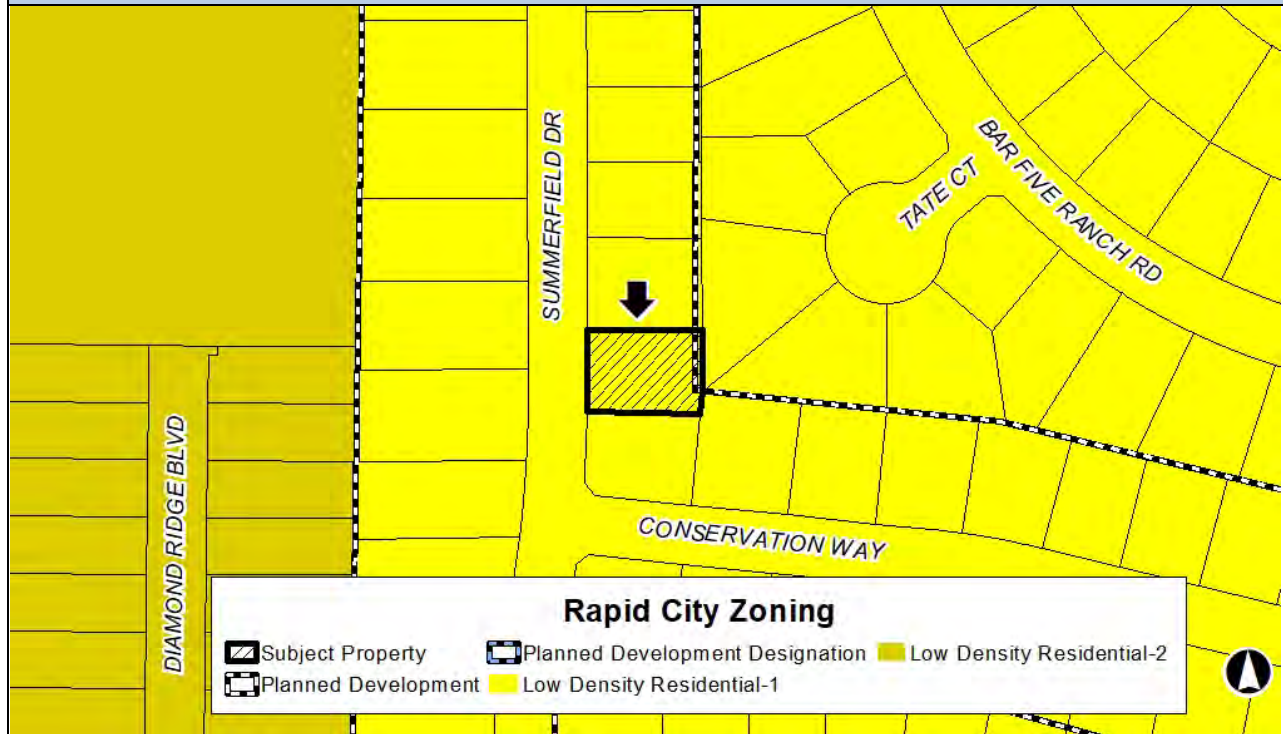 SUMMERFIELD DR
TATE CT
BAR FIVE RANCH RD
DIAMOND RIDGE BLVD
CONSERVATION WAY
Rapid City Zoning
Subject Property Planned Development Designation Low Density Residential-2
Planned Development Low Density Residential-1